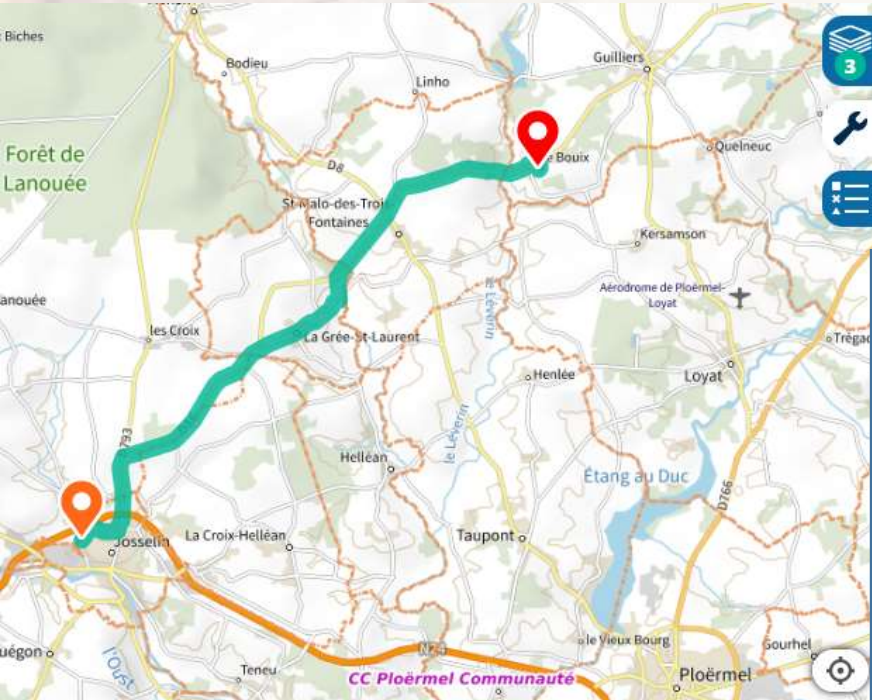 Biches
Bodieu
Guilliers
3
Linho
Forêt de
Lanouée
Bouix
Quelneuc
D8
St-Malo-des-Trois
Fontaines
Kersamson
Aérodrome de Ploërmel-
Loyat
le Léverin
anouée
les Croix
La Grée-St-Laurent
Tréga
Loyat
Henlée
le Léverin
793
Helléan
Étang au Duc
D766
Josselin
La Croix-Helléan
Taupont
le Vieux Bourg
Gourhel
uégon
N24
l'Oust
Teneu
CC Ploërmel Communauté
Ploërmel